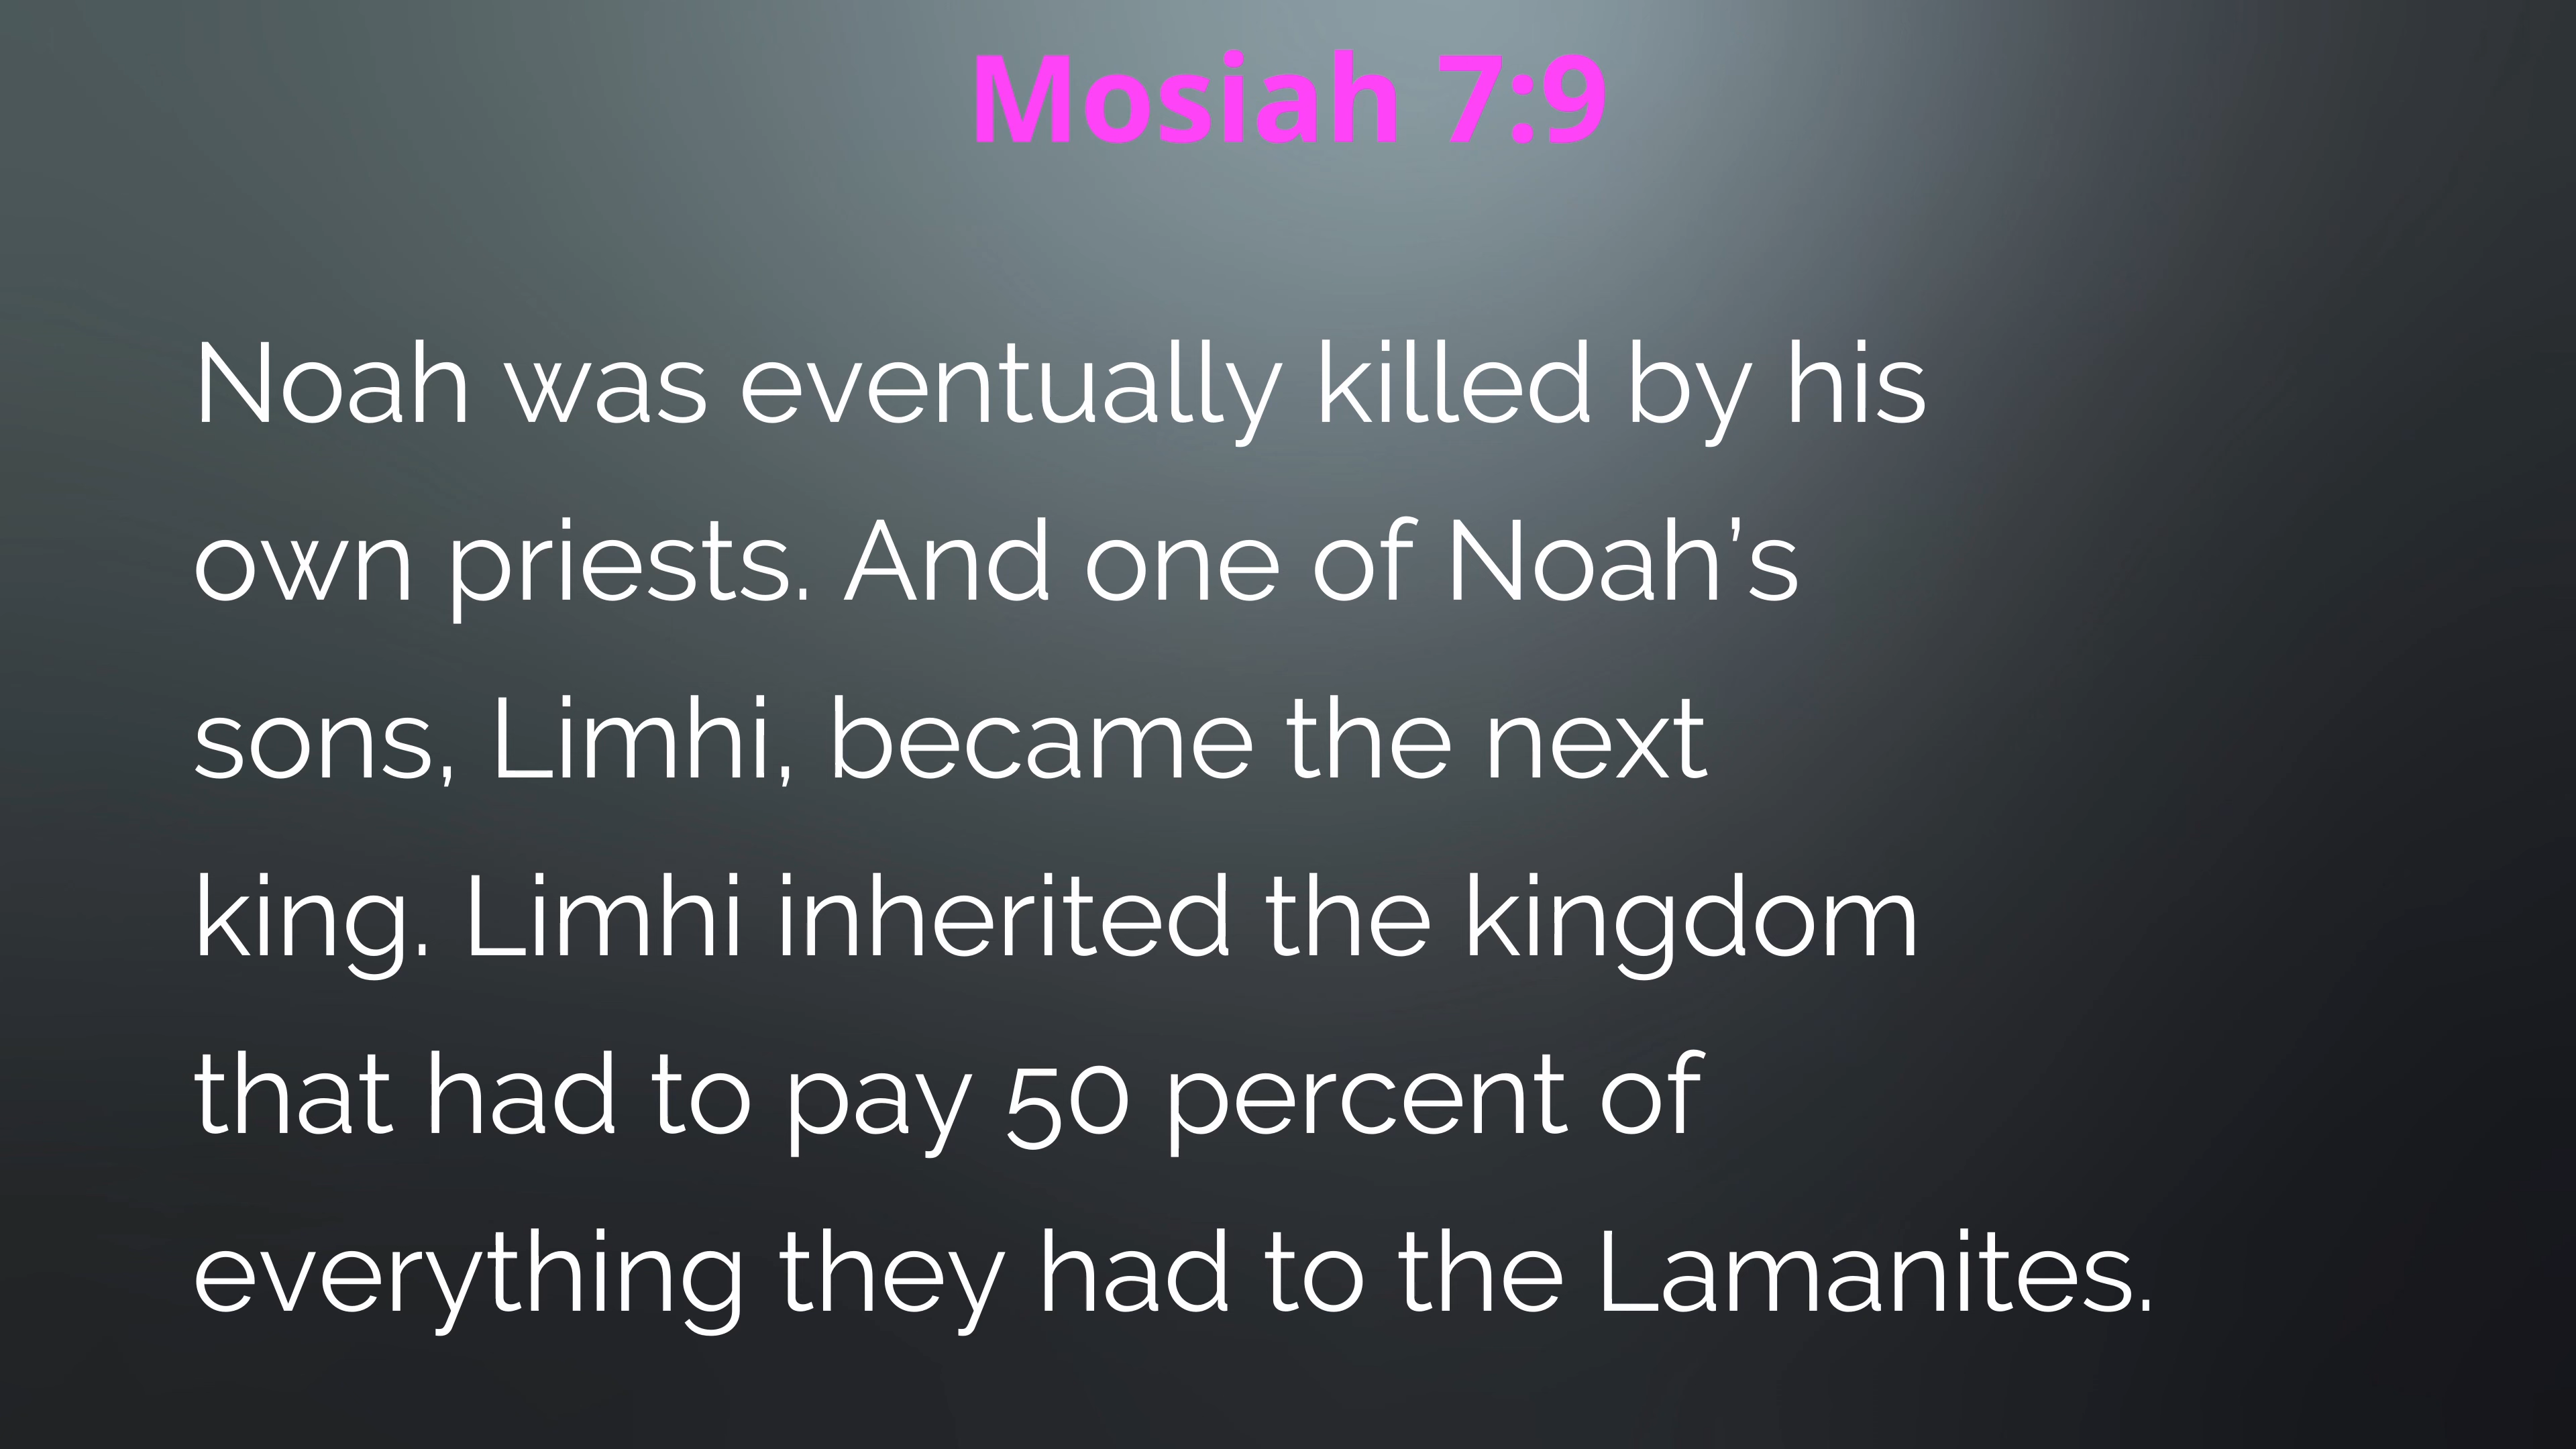 Mosiah 7:9
Noah was eventually killed by his
own priests. And one of Noah’s
sons, Limhi, became the next
king. Limhi inherited the kingdom
that had to pay 50 percent of
everything they had to the Lamanites.